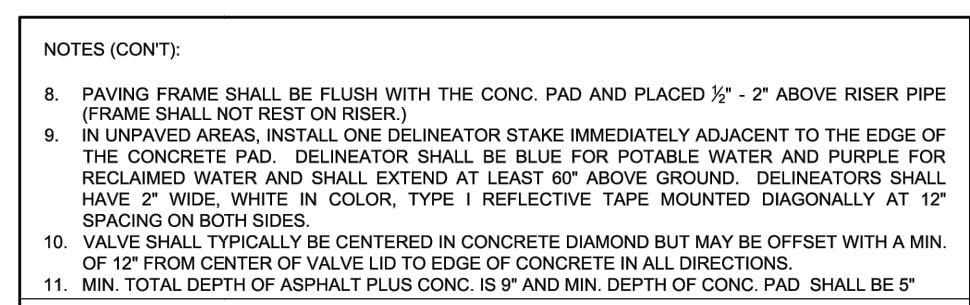 NOTES (CON'T):
8. PAVING FRAME SHALL BE FLUSH WITH THE CONC. PAD AND PLACED ½" - 2" ABOVE RISER PIPE
(FRAME SHALL NOT REST ON RISER.)
9. IN UNPAVED AREAS, INSTALL ONE DELINEATOR STAKE IMMEDIATELY ADJACENT TO THE EDGE OF
THE CONCRETE PAD. DELINEATOR SHALL BE BLUE FOR POTABLE WATER AND PURPLE FOR
RECLAIMED WATER AND SHALL EXTEND AT LEAST 60" ABOVE GROUND. DELINEATORS SHALL
HAVE 2" WIDE, WHITE IN COLOR, TYPE I REFLECTIVE TAPE MOUNTED DIAGONALLY AT 12"
SPACING ON BOTH SIDES.
10. VALVE SHALL TYPICALLY BE CENTERED IN CONCRETE DIAMOND BUT MAY BE OFFSET WITH A MIN.
OF 12" FROM CENTER OF VALVE LID TO EDGE OF CONCRETE IN ALL DIRECTIONS.
11. MIN. TOTAL DEPTH OF ASPHALT PLUS CONC. IS 9" AND MIN. DEPTH OF CONC. PAD SHALL BE 5"